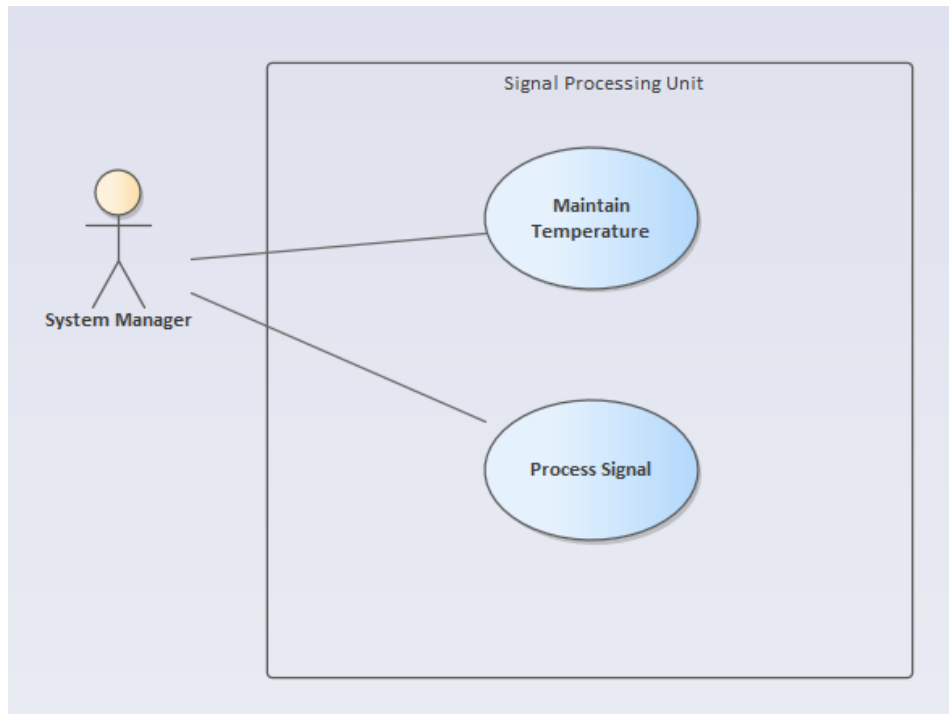 Signal Processing Unit
Maintain
Temperature
System Manager
Process Signal